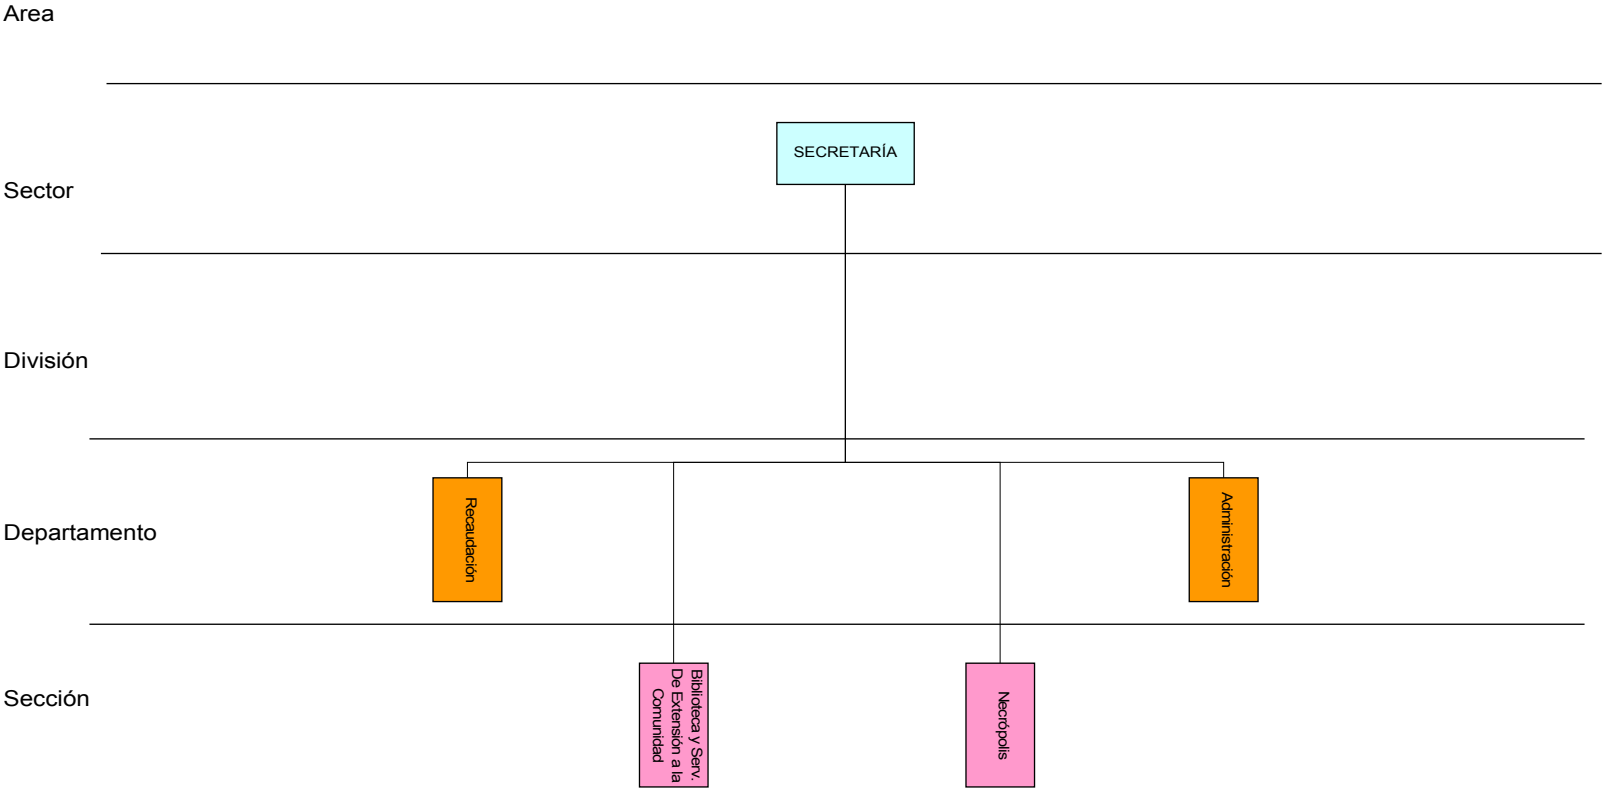 Area
SECRETARÍA
Sector
División
Recaudación
Administración
Departamento
Biblioteca y Serv.
De Extensión a la
Comunidad
Necrópolis
Sección